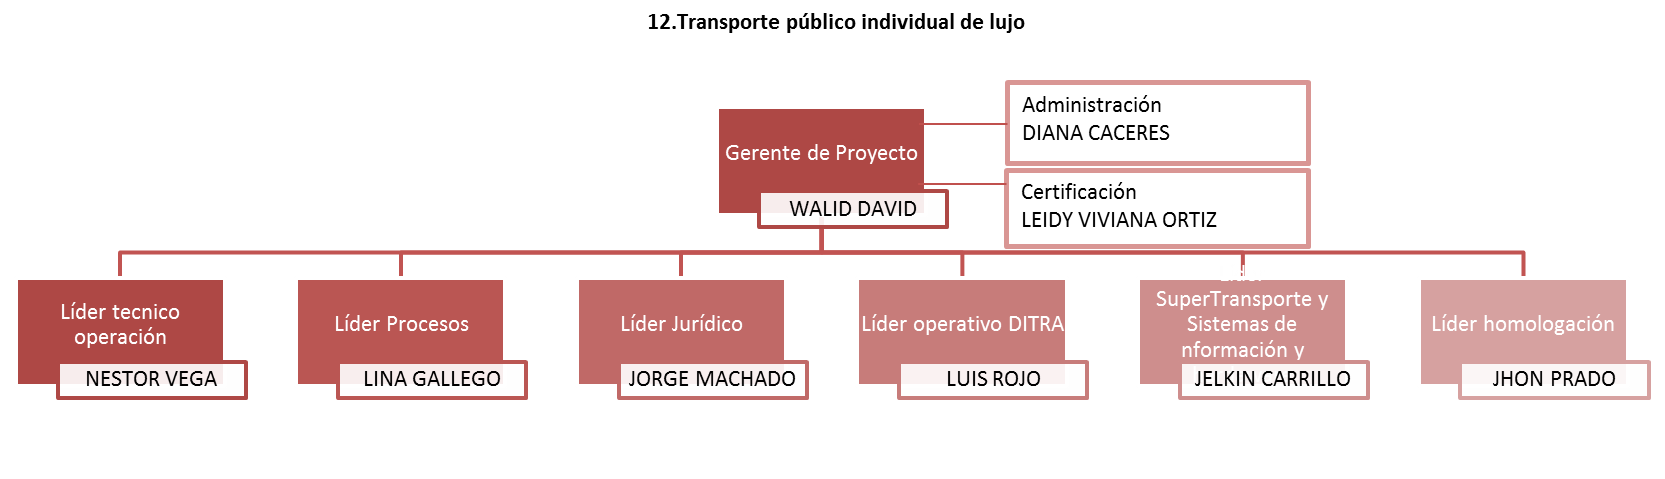 12.Transporte público individual de lujo
Administración
DIANA CACERES
Gerente de Proyecto
WALID DAVID
Certificación
LEIDY VIVIANA ORTIZ
Líder tecnico
operación
NESTOR VEGA
Líder Procesos
LINA GALLEGO
Líder Jurídico
JORGE MACHADO
Líder operativo DITRA
LUIS ROJO
SuperTransporte y
Sistemas de
nformación y
JELKIN CARRILLO
Líder homologación
JHON PRADO